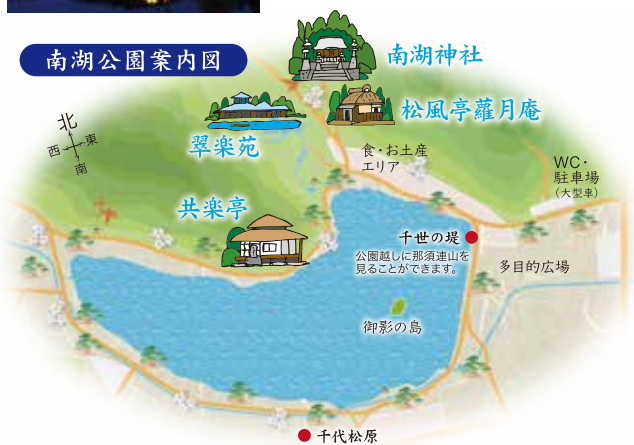 南湖公園案内図
南湖神社
松風亭蘿月庵
翠楽苑
共楽亭
北
西
東
南
食・お土産
エリア
WC・
駐車場
（大型車）
千世の堤
公園越しに那須連山を
見ることができます。
多目的広場
御影の島
千代松原